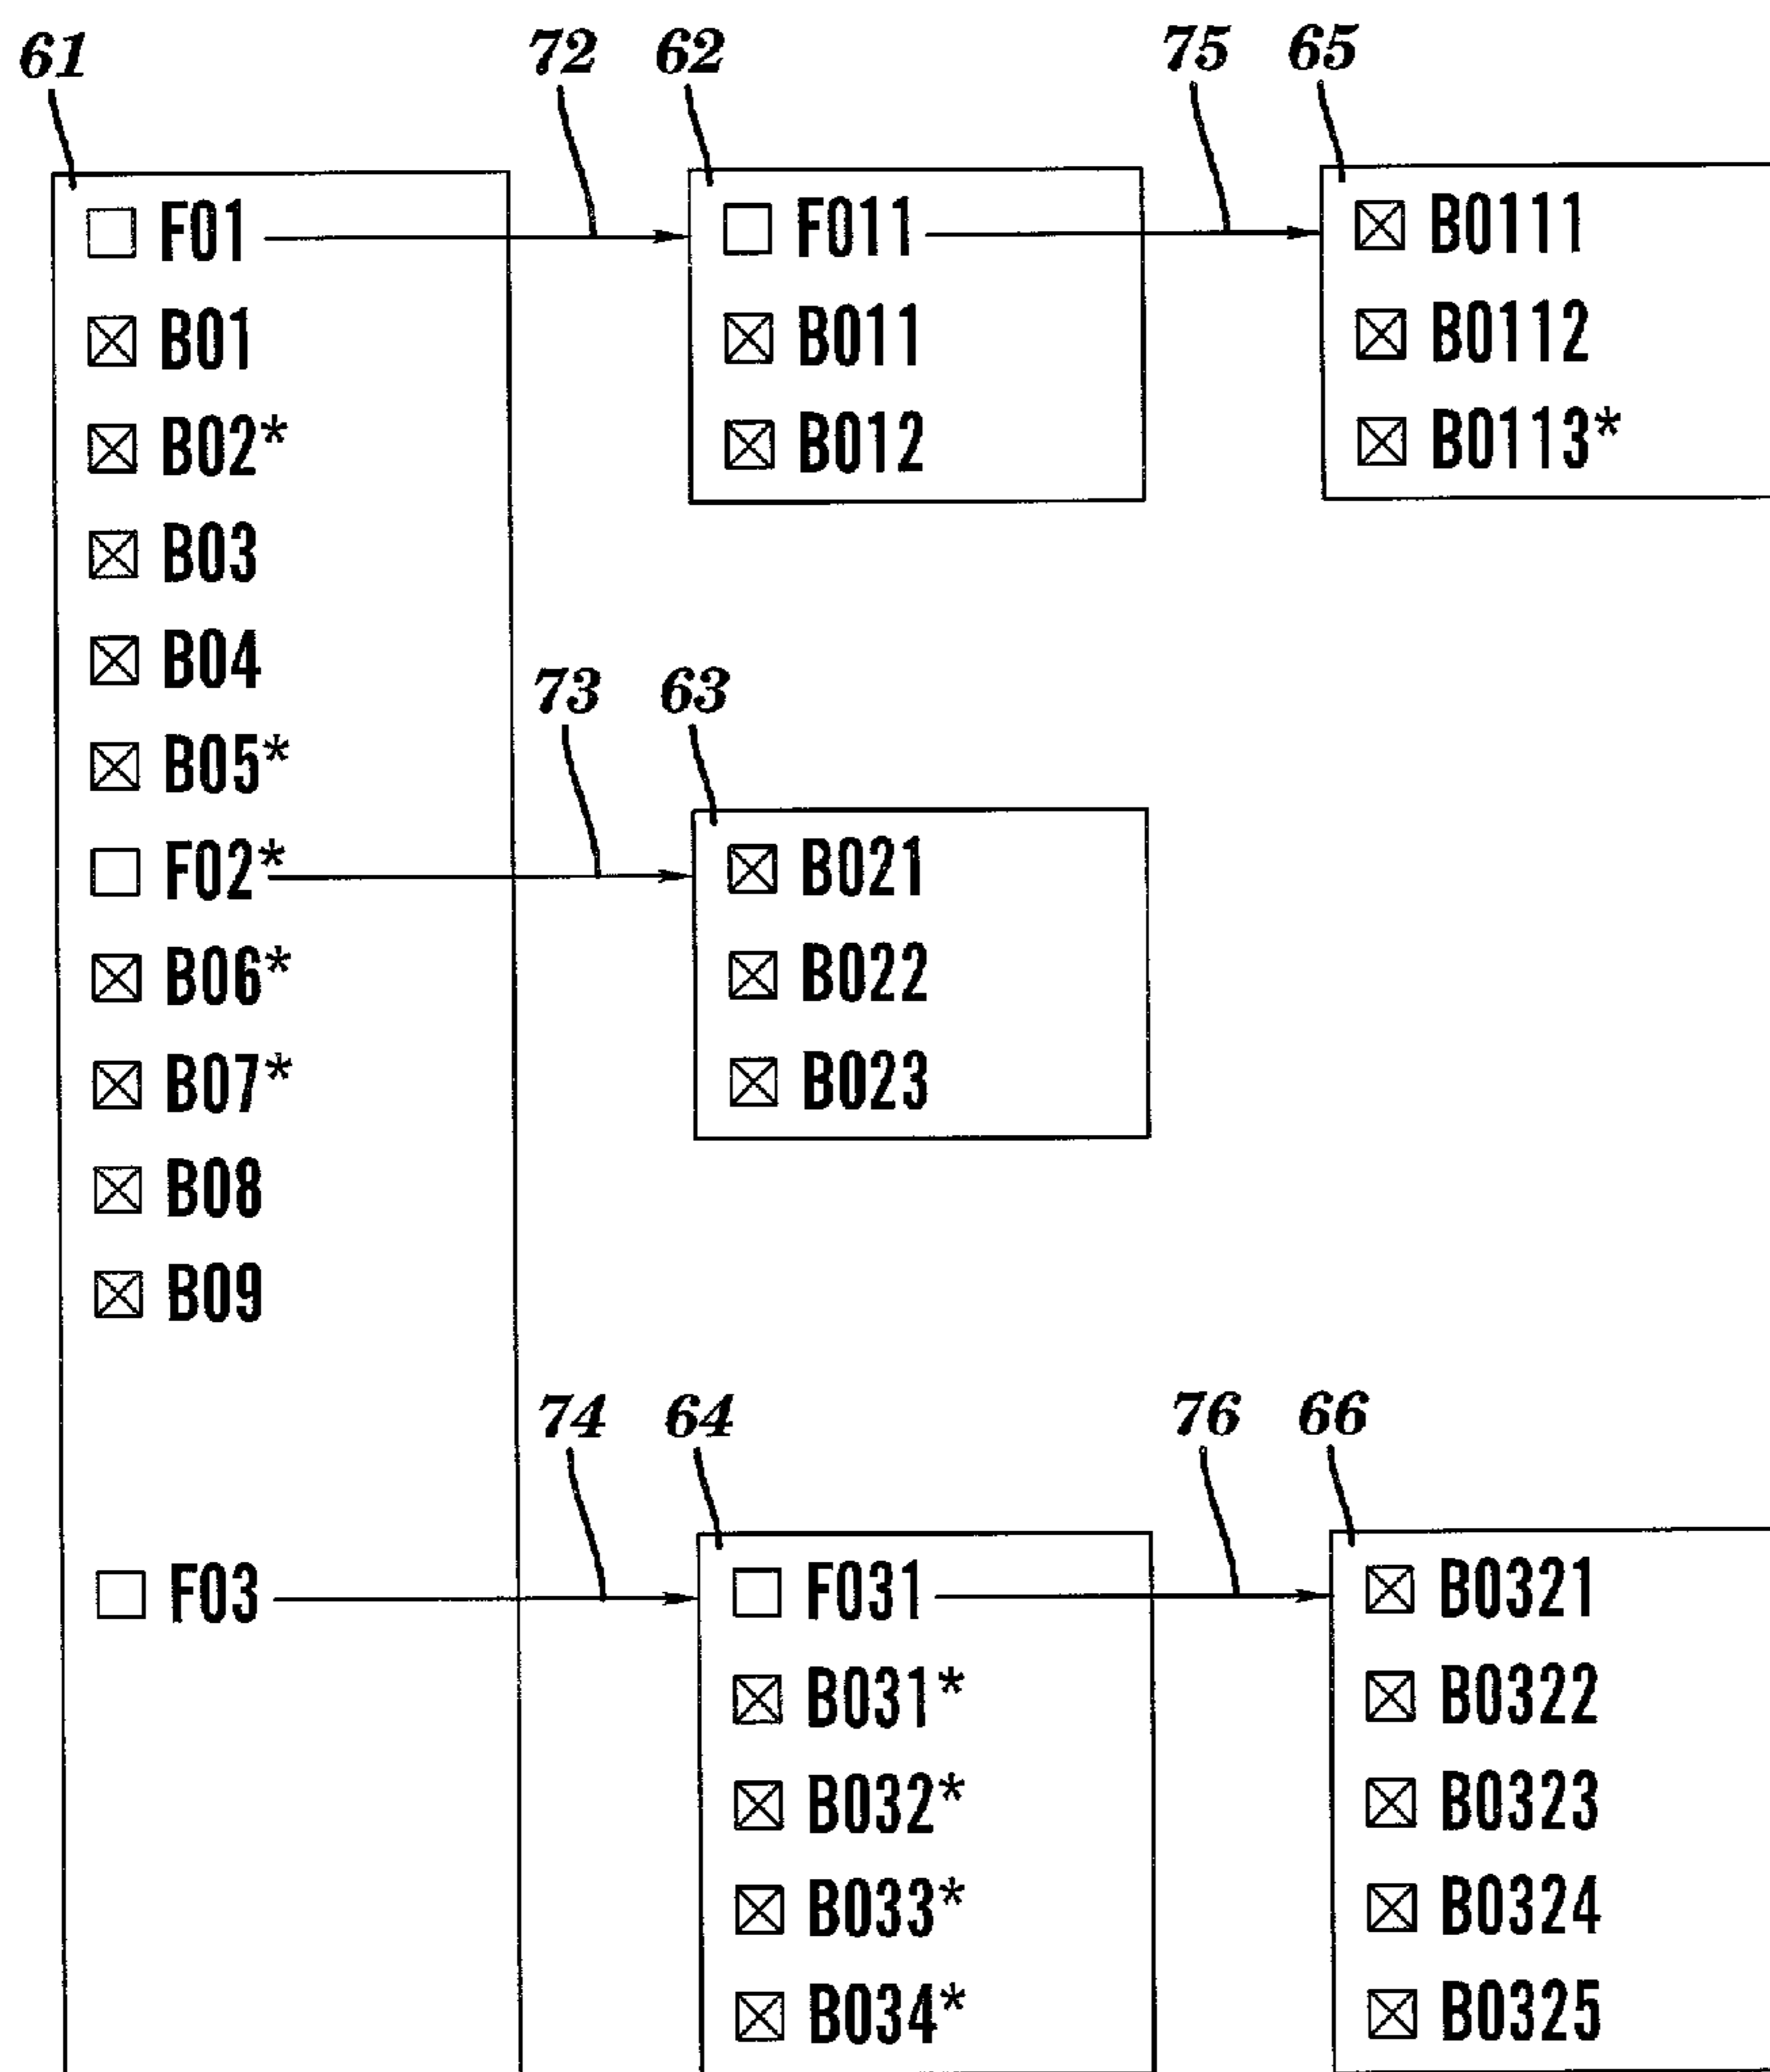 61 72 62 75 65
F01 F011 B0111
B01 B011 B0112
B02* B012 B0113*
B03
B04
73 63
B05*
F02* B021
B06* B022
B07* B023
B08
B09
74 64 76 66
F03 F031 B0321
B031* B0322
B032* B0323
B033* B0324
B034* B0325